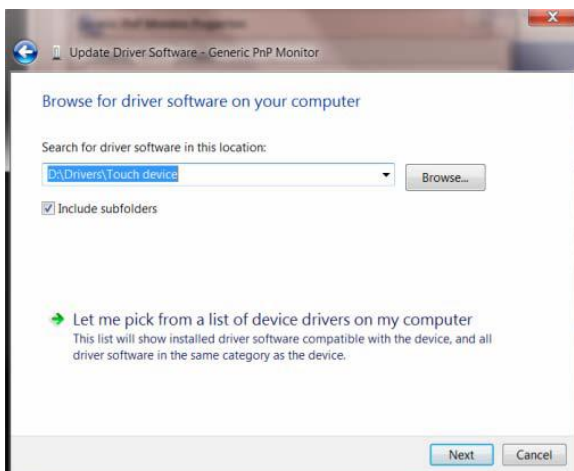 Update Driver Software - Generic PnP Monitor
Browse for driver software on your computer
Search for driver software in this location:
D:\Drivers\Touch device
Browse...
Include subfolders
Let me pick from a list of device drivers on my computer
This list will show installed driver software compatible with the device, and all
driver software in the same category as the device.
Next
Cancel